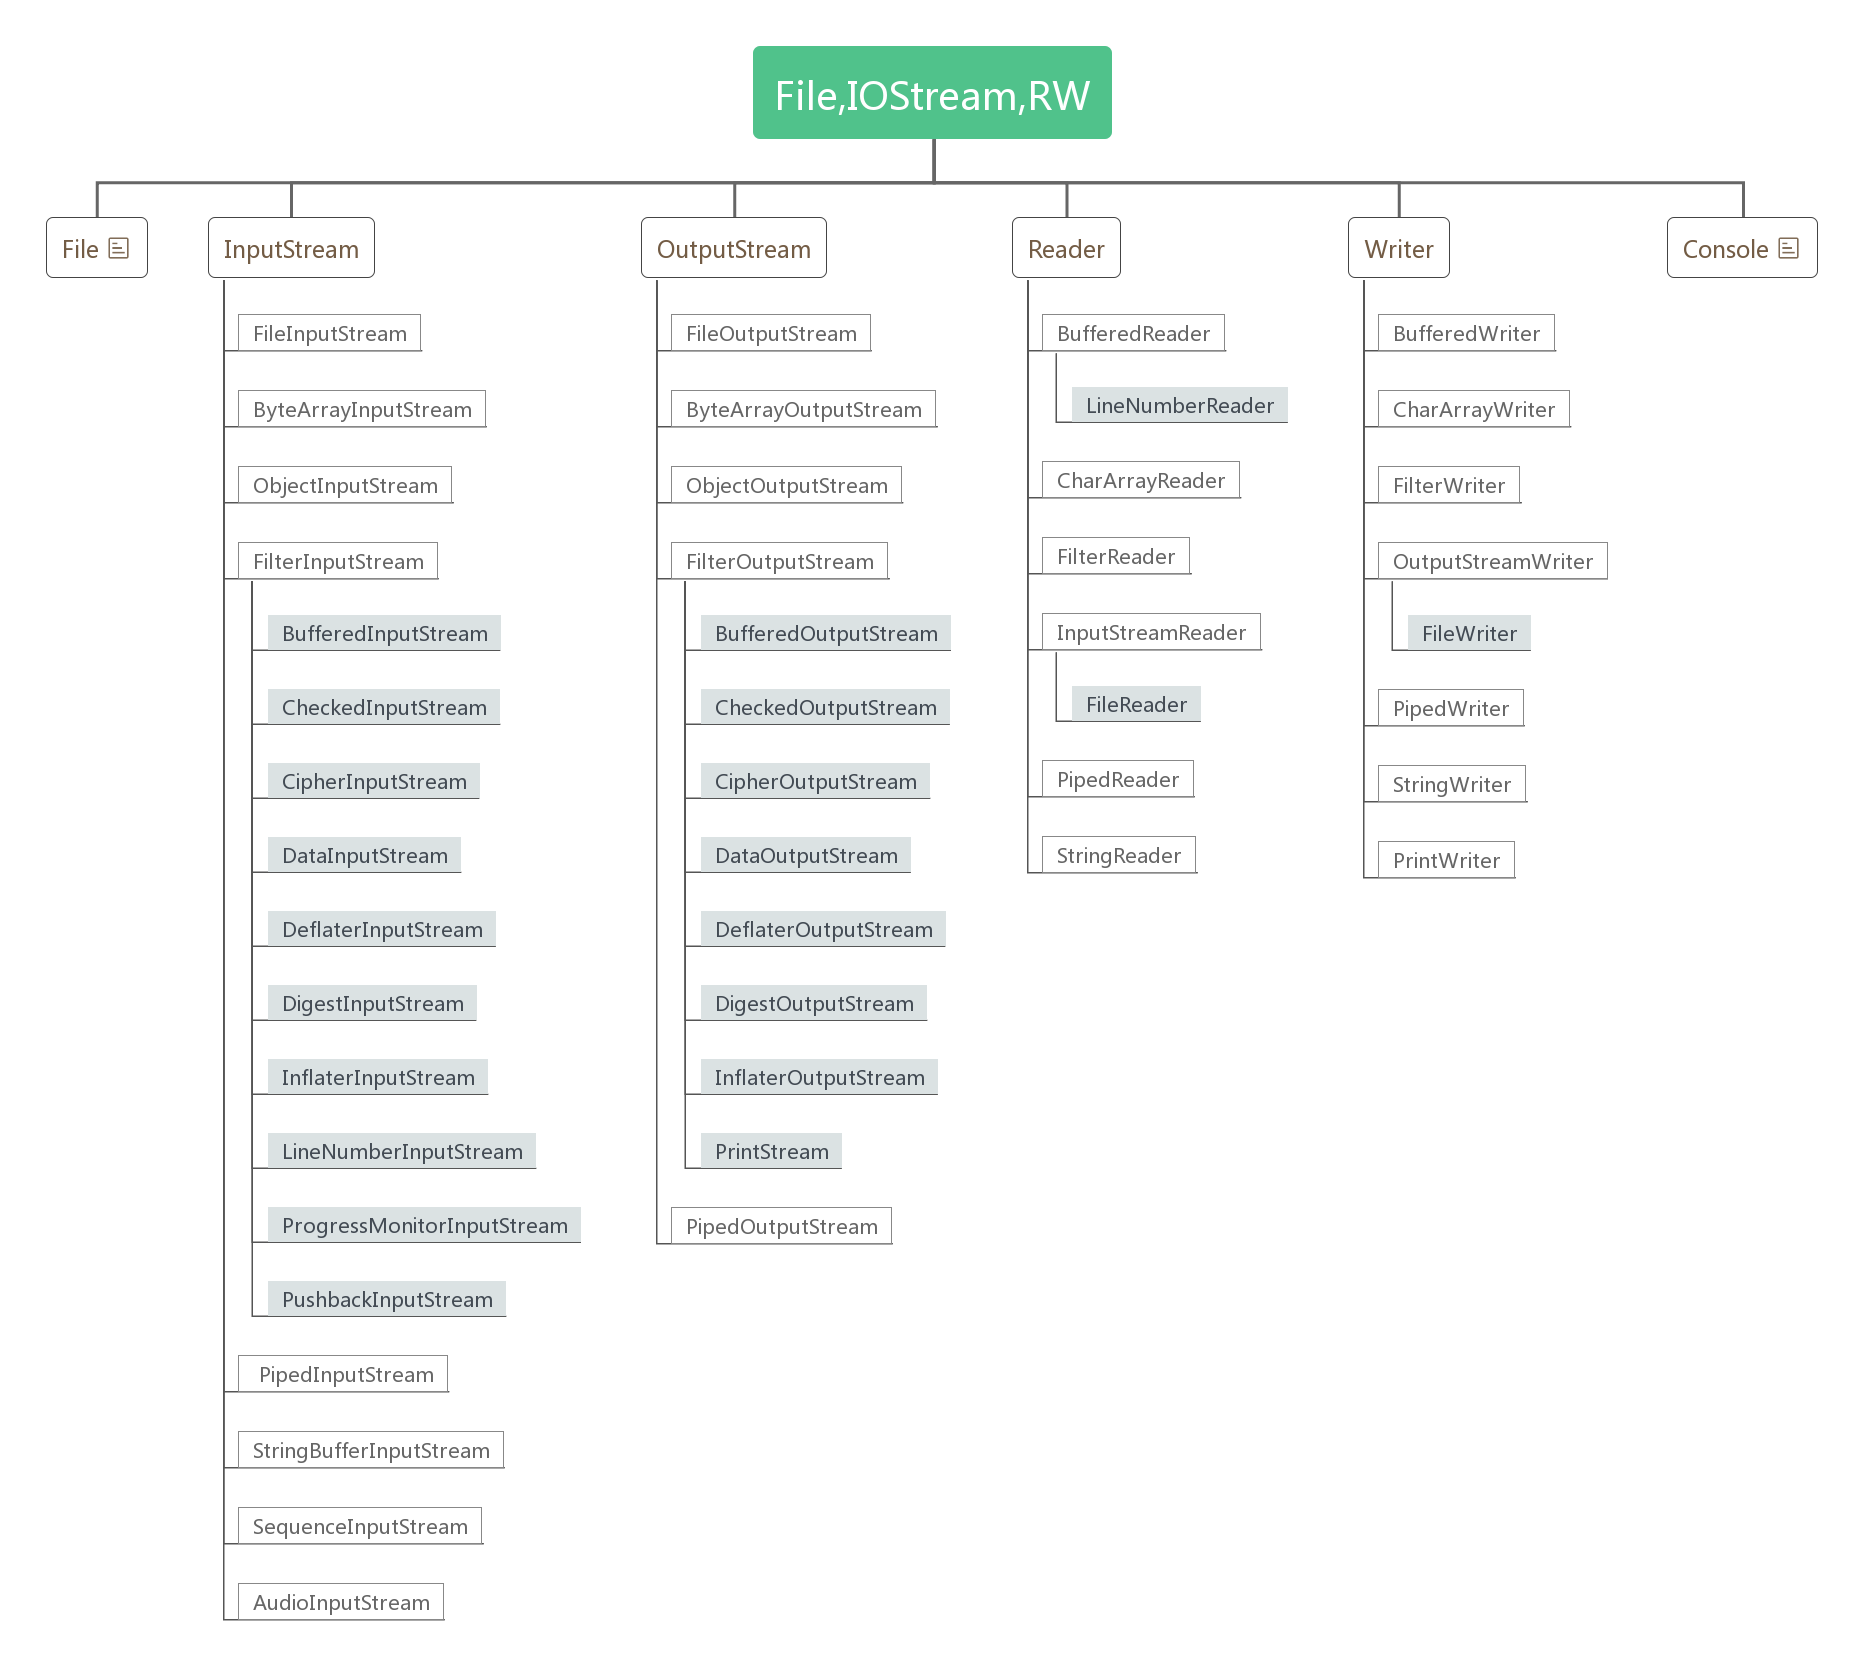 File,IOStream,RW
File
InputStream
FileInputStream
ByteArrayInputStream
ObjectInputStream
FilterInputStream
BufferedInputStream
CheckedInputStream
CipherInputStream
DataInputStream
DeflaterInputStream
DigestInputStream
InflaterInputStream
LineNumberInputStream
ProgressMonitorInputStream
PushbackInputStream
PipedInputStream
StringBufferInputStream
SequenceInputStream
AudioInputStream
OutputStream
FileOutputStream
ByteArrayOutputStream
ObjectOutputStream
FilterOutputStream
BufferedOutputStream
CheckedOutputStream
CipherOutputStream
DataOutputStream
DeflaterOutputStream
DigestOutputStream
InflaterOutputStream
PrintStream
PipedOutputStream
Reader
BufferedReader
LineNumberReader
CharArrayReader
FilterReader
InputStreamReader
FileReader
PipedReader
StringReader
Writer
BufferedWriter
CharArrayWriter
FilterWriter
OutputStreamWriter
FileWriter
PipedWriter
StringWriter
PrintWriter
Console